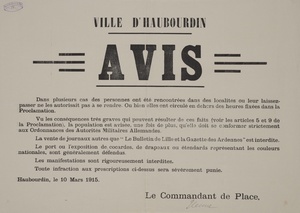 VILLE D'HAUBOURDIN
AVIS
Dans plusieurs cas des personnes ont été rencontrées dans des localités où leur laissez-
passer ne les autorisait pas à se rendre. Ou bien elles ont circulé en dehors des heures fixées dans la
Proclamation.
Vu les conséquences très graves qui peuvent résulter de ces faits (voir les articles 5 et 9 de
la Proclamation), la population est avisée, une fois de plus, qu'elle doit se conformer strictement
aux Ordonnances des Autorités Militaires Allemandes.
La vente de journaux autres que "Le Bulletin de Lille et la Gazette des Ardennes" est interdite.
Le port ou l'exposition de cocardes, de drapeaux ou étendards représentant les couleurs
nationales, sont généralement défendus.
Les manifestations sont rigoureusement interdites.
Toute infraction aux prescriptions ci-dessus sera sévèrement punie.
Haubourdin, le 10 Mars 1915.
Le Commandant de Place,